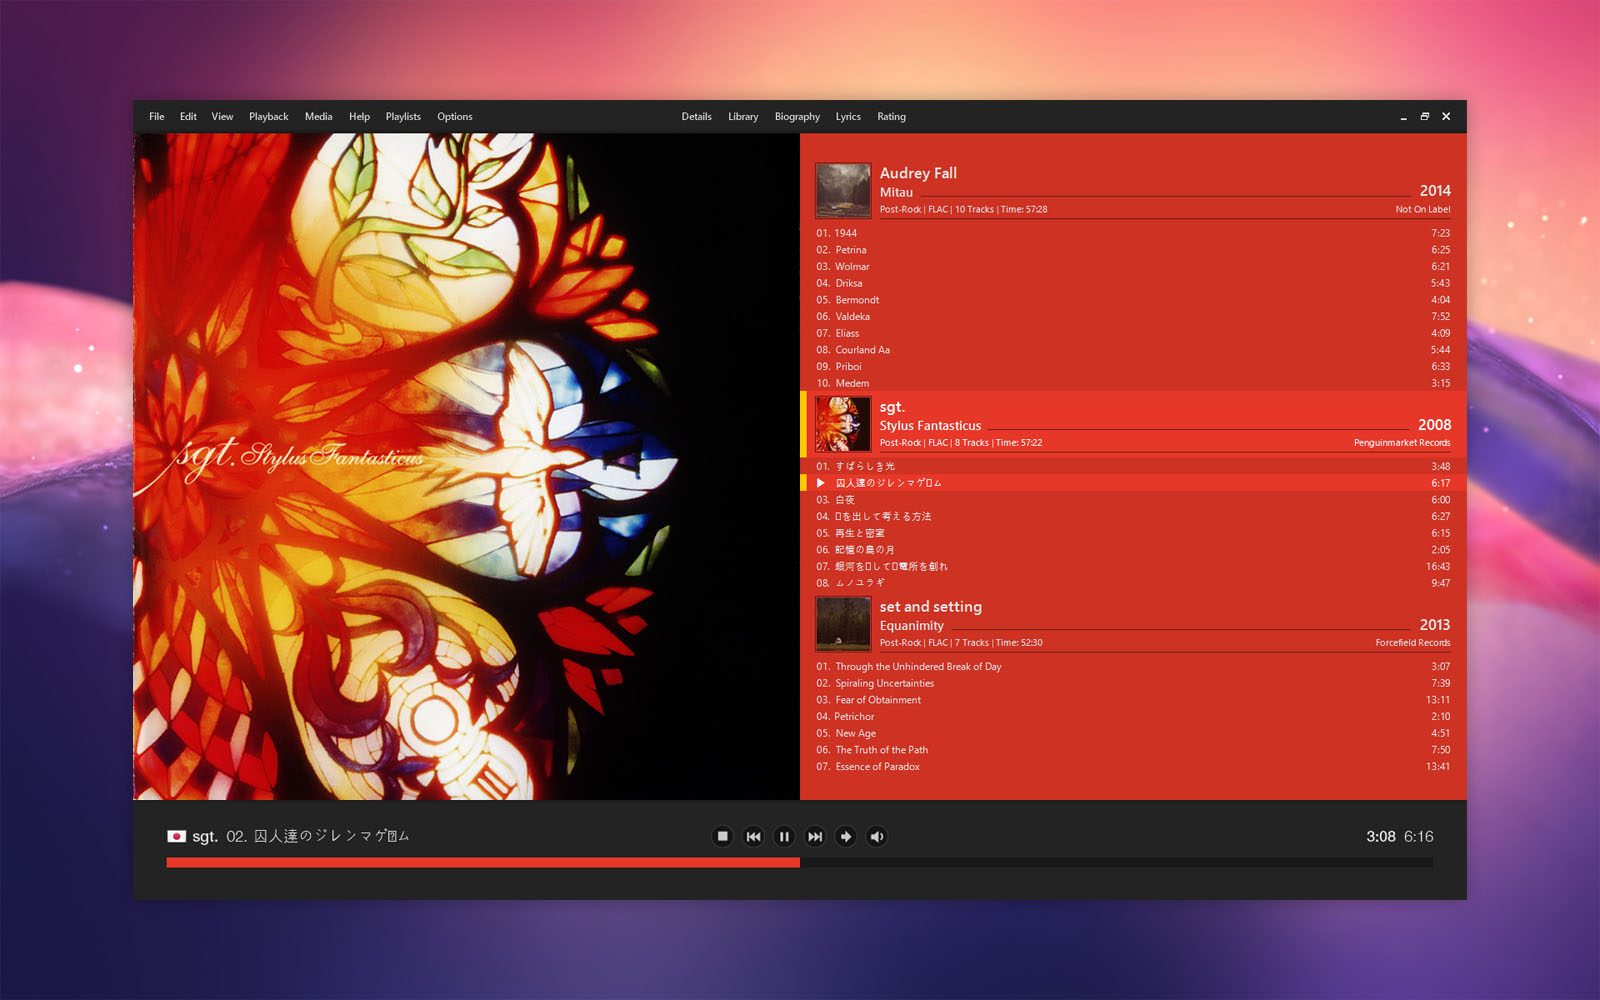 File Edit View Playback Media Help Playlists Options Details Library Biography Lyrics Rating
sgt. Stylus Fantasticus
Audrey Fall
Mitau 2014
Post-Rock | FLAC | 10 Tracks | Time: 57:28 Not On Label
01. 1944 7:23
02. Petrina 6:25
03. Wolmar 6:21
04. Driksa 5:43
05. Bermondt 4:04
06. Valdeka 7:52
07. Eliass 4:09
08. Courland Aa 5:44
09. Priboi 6:33
10. Medem 3:15
sgt.
Stylus Fantasticus 2008
Post-Rock | FLAC | 8 Tracks | Time: 57:22 Penguinmarket Records
01. すばらしき光 3:48
囚人達のジレンマゲ□ム 6:17
03. 白夜 6:00
04. □を出して考える方法 6:27
05. 再生と密室 6:15
06. 記憶の島の月 2:05
07. 銀河を□して□電所を創れ 16:43
08. ムノユラギ 9:47
set and setting
Equanimity 2013
Post-Rock | FLAC | 7 Tracks | Time: 52:30 Forcefield Records
01. Through the Unhindered Break of Day 3:07
02. Spiraling Uncertainties 7:39
03. Fear of Obtainment 13:11
04. Petrichor 2:10
05. New Age 4:51
06. The Truth of the Path 7:50
07. Essence of Paradox 13:41
sgt. 02. 囚人達のジレンマゲ□ム 3:08 6:16